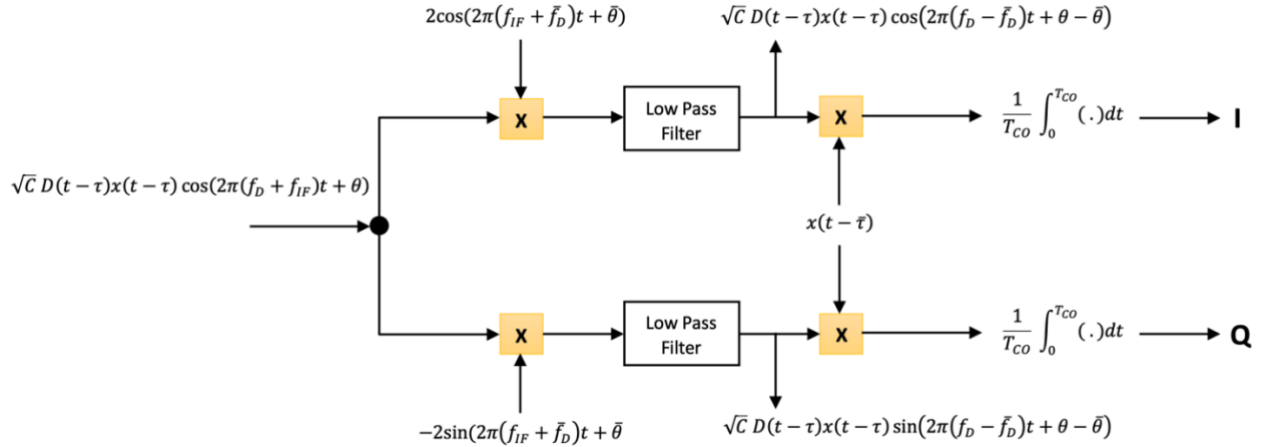 2cos(2π(f_IF + f̄_D)t + θ̄)
√C D(t − τ)x(t − τ) cos(2π(f_D − f̄_D)t + θ − θ̄)
X
Low Pass
Filter
X
1/T_CO ∫_0^T_CO (.)dt
I
√C D(t − τ)x(t − τ) cos(2π(f_D + f_IF)t + θ)
x(t − τ̄)
X
Low Pass
Filter
X
1/T_CO ∫_0^T_CO (.)dt
Q
−2sin(2π(f_IF + f̄_D)t + θ̄
√C D(t − τ)x(t − τ) sin(2π(f_D − f̄_D)t + θ − θ̄)